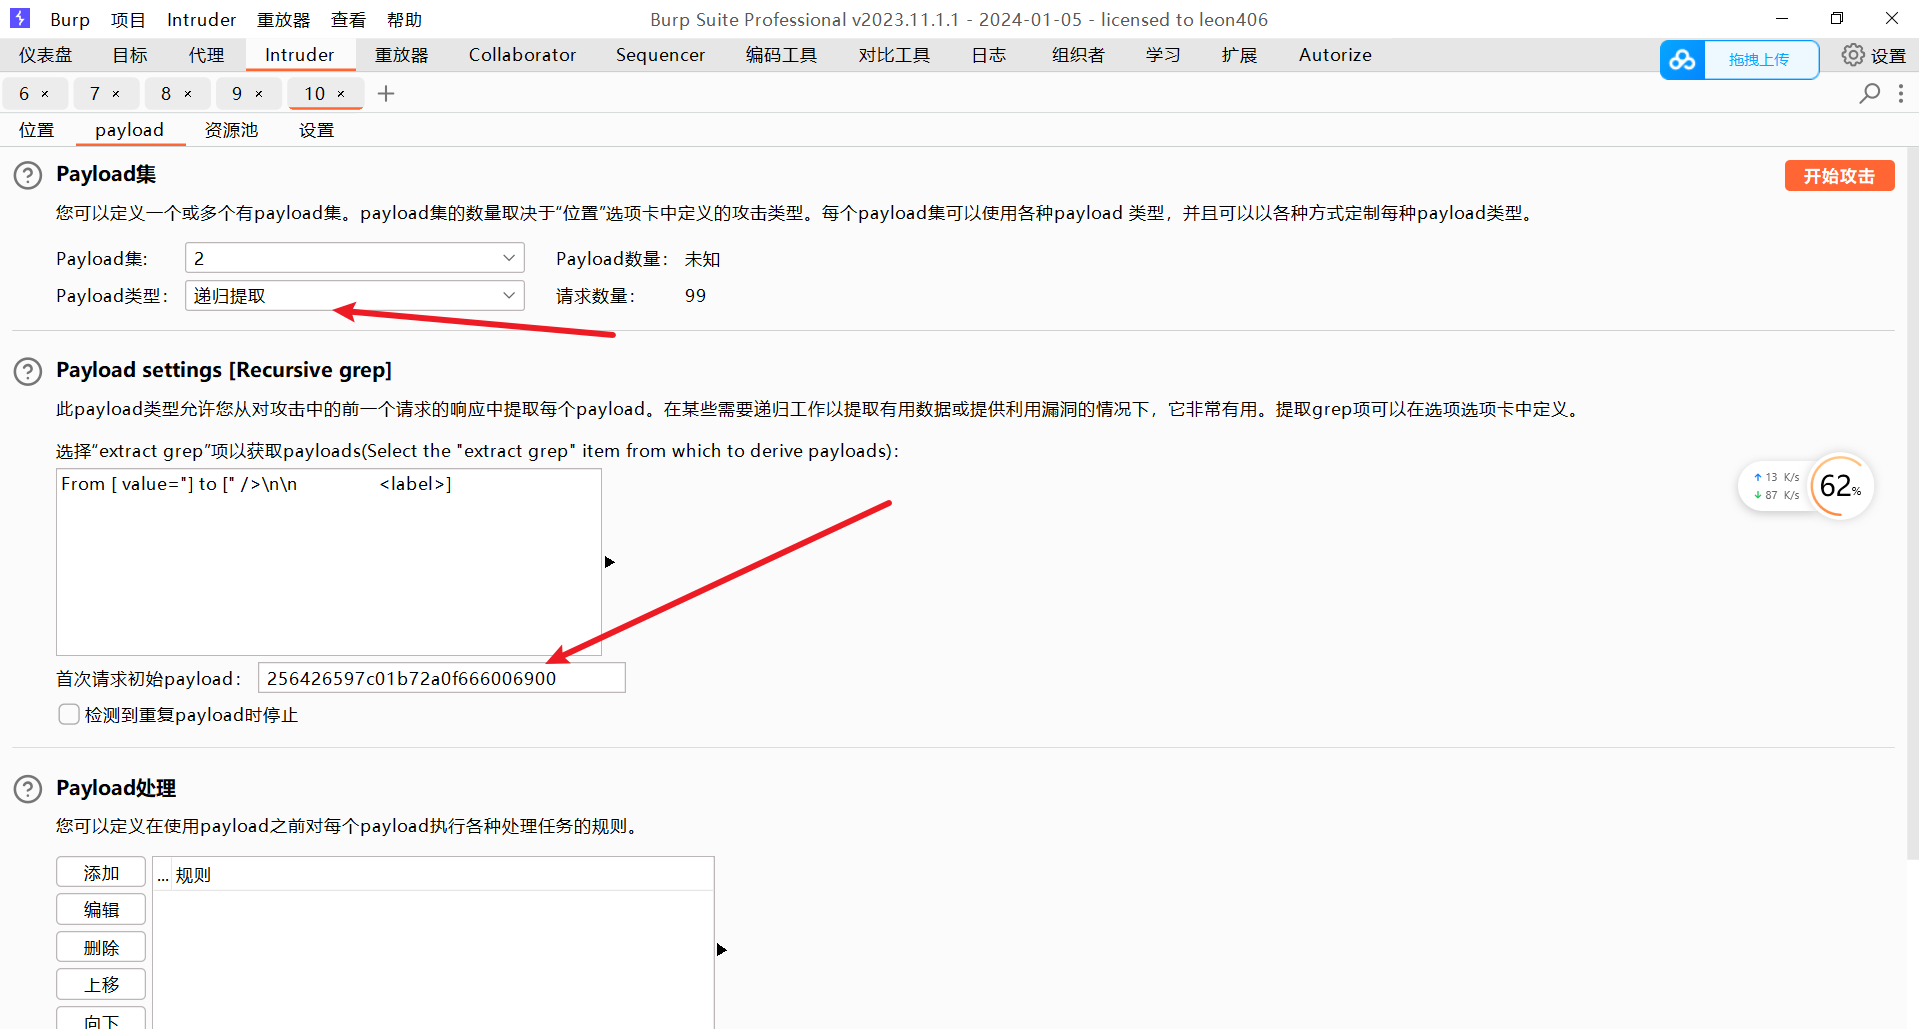 Burp 项目 Intruder 重放器 查看 帮助 Burp Suite Professional v2023.11.1.1 - 2024-01-05 - licensed to leon406
仪表盘 目标 代理 Intruder 重放器 Collaborator Sequencer 编码工具 对比工具 日志 组织者 学习 扩展 Autorize 拖拽上传 设置
6 × 7 × 8 × 9 × 10 × +
位置 payload 资源池 设置
Payload集 开始攻击
您可以定义一个或多个有payload集。payload集的数量取决于“位置”选项卡中定义的攻击类型。每个payload集可以使用各种payload 类型，并且可以以各种方式定制每种payload类型。
Payload集: 2 Payload数量: 未知
Payload类型: 递归提取 请求数量: 99
Payload settings [Recursive grep]
此payload类型允许您从对攻击中的前一个请求的响应中提取每个payload。在某些需要递归工作以提取有用数据或提供利用漏洞的情况下，它非常有用。提取grep项可以在选项选项卡中定义。
选择“extract grep”项以获取payloads(Select the "extract grep" item from which to derive payloads):
From [ value="] to [" />\n\n <label>]
↑ 13 K/s
↓ 87 K/s
62%
首次请求初始payload: 256426597c01b72a0f666006900
检测到重复payload时停止
Payload处理
您可以定义在使用payload之前对每个payload执行各种处理任务的规则。
添加 ... 规则
编辑
删除
上移
向下